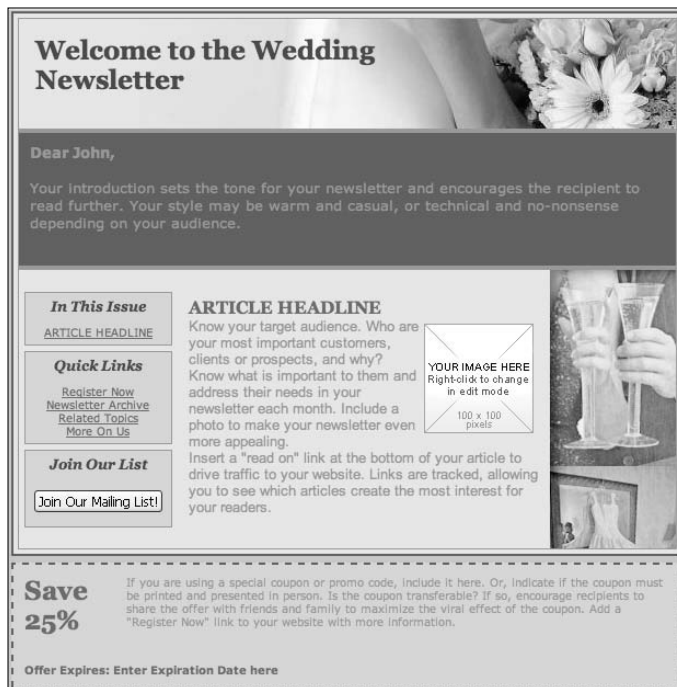 Welcome to the Wedding
Newsletter
Dear John,
Your introduction sets the tone for your newsletter and encourages the recipient to
read further. Your style may be warm and casual, or technical and no-nonsense
depending on your audience.
In This Issue
ARTICLE HEADLINE
Quick Links
Register Now
Newsletter Archive
Related Topics
More On Us
Join Our List
Join Our Mailing List!
ARTICLE HEADLINE
Know your target audience. Who are
your most important customers,
clients or prospects, and why?
Know what is important to them and
address their needs in your
newsletter each month. Include a
photo to make your newsletter even
more appealing.
Insert a "read on" link at the bottom of your article to
drive traffic to your website. Links are tracked, allowing
you to see which articles create the most interest for
your readers.
YOUR IMAGE HERE
Right-click to change
in edit mode
100 x 100
pixels
Save
25%
If you are using a special coupon or promo code, include it here. Or, indicate if the coupon must
be printed and presented in person. Is the coupon transferable? If so, encourage recipients to
share the offer with friends and family to maximize the viral effect of the coupon. Add a
"Register Now" link to your website with more information.
Offer Expires: Enter Expiration Date here